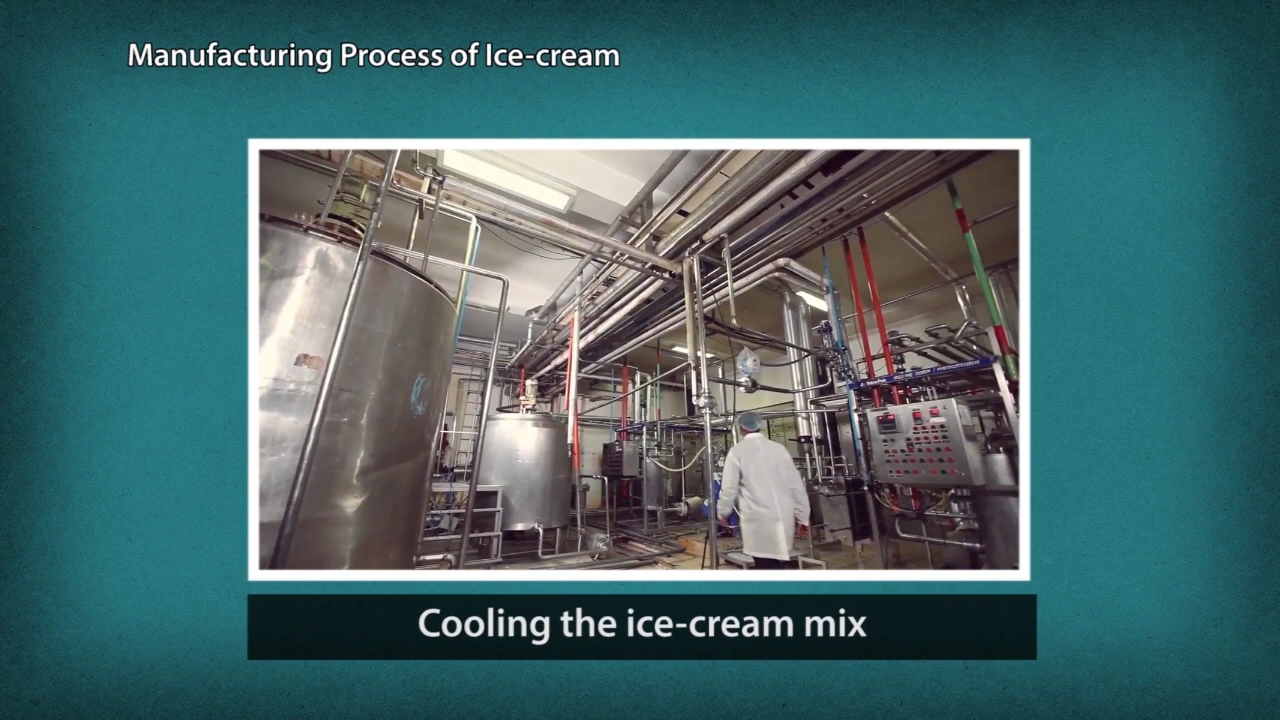 Manufacturing Process of Ice-cream
Cooling the ice-cream mix